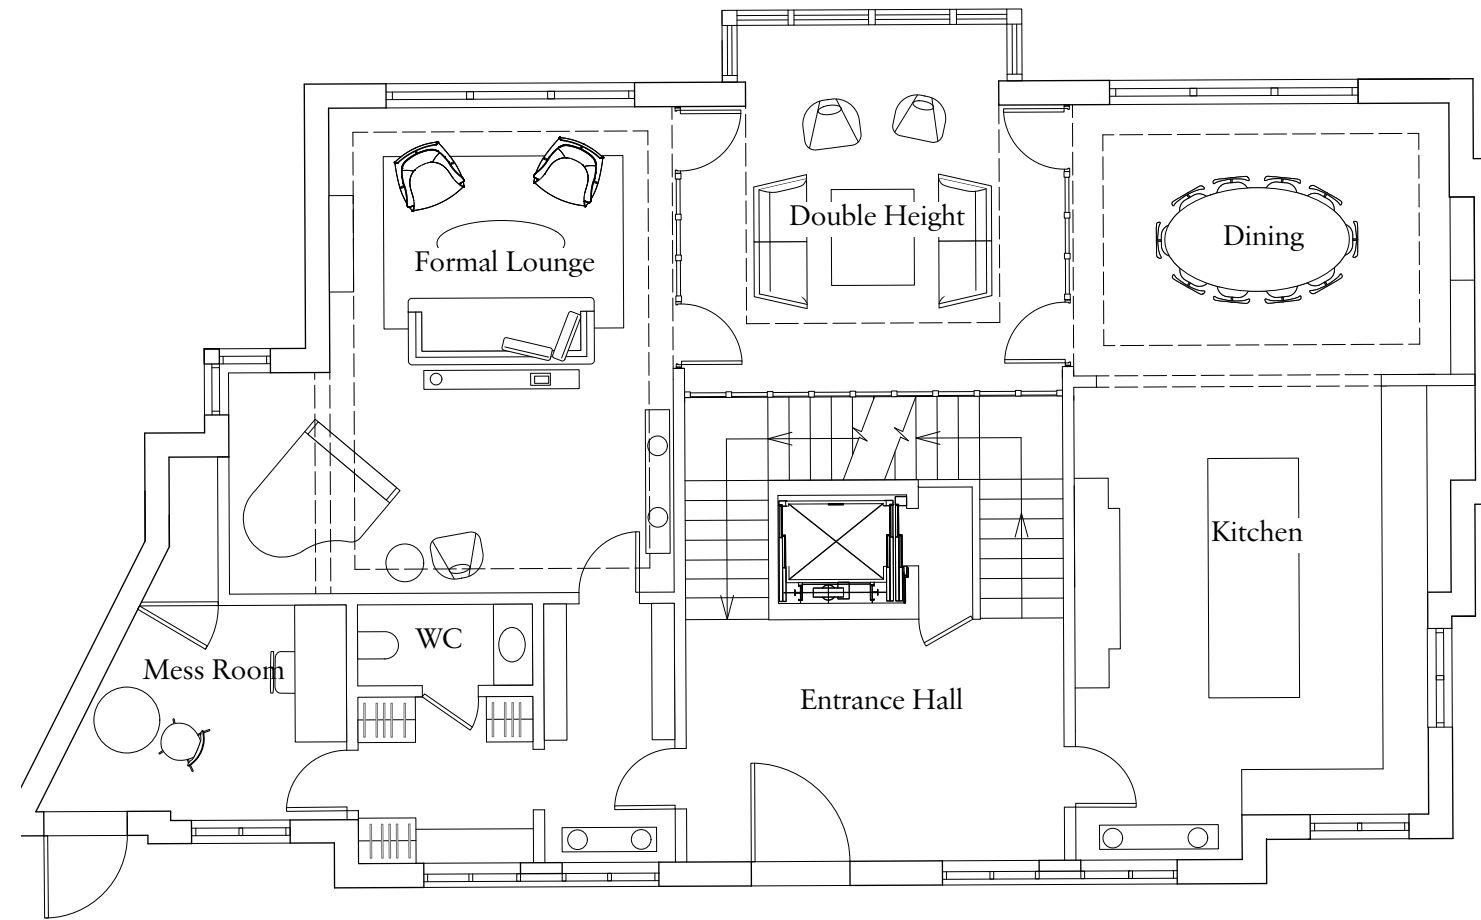 Double Height
Dining
Formal Lounge
Kitchen
WC
Mess Room
Entrance Hall